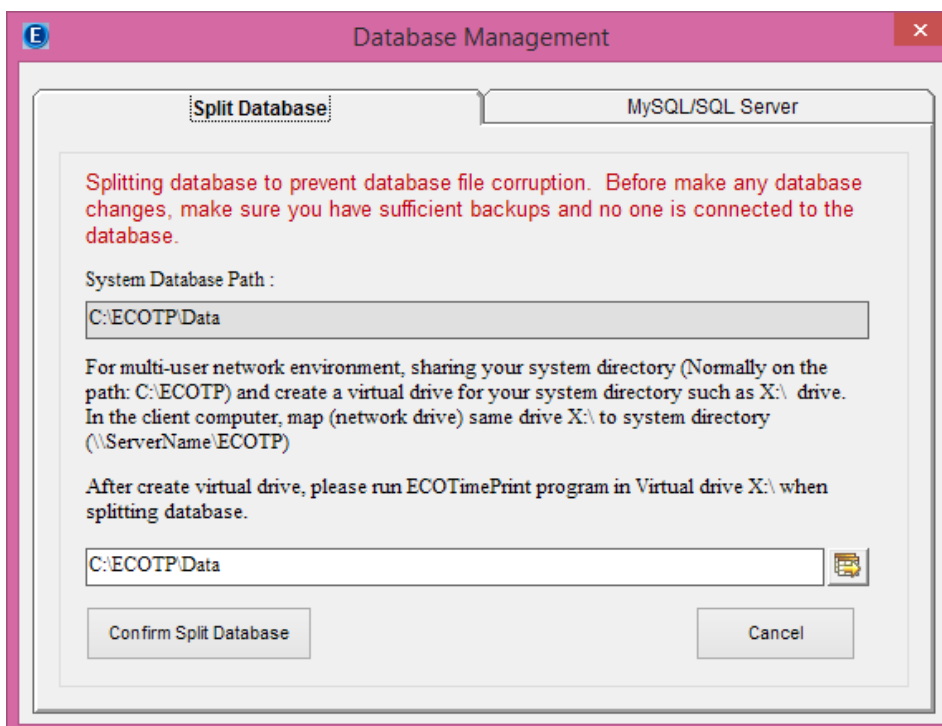 E
Database Management
x
Split Database
MySQL/SQL Server
Splitting database to prevent database file corruption.  Before make any database
changes, make sure you have sufficient backups and no one is connected to the
database.
System Database Path :
C:\ECOTP\Data
For multi-user network environment, sharing your system directory (Normally on the
path: C:\ECOTP) and create a virtual drive for your system directory such as X:\  drive.
In the client computer, map (network drive) same drive X:\ to system directory
(\\ServerName\ECOTP)
After create virtual drive, please run ECOTimePrint program in Virtual drive X:\ when
splitting database.
C:\ECOTP\Data
Confirm Split Database
Cancel